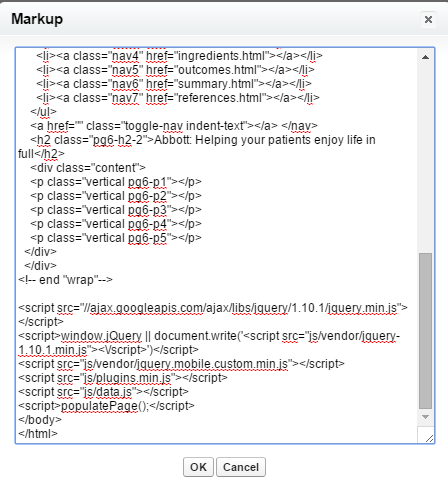 Markup
<li><a class="nav4" href="ingredients.html"></a></li>
<li><a class="nav5" href="outcomes.html"></a></li>
<li><a class="nav6" href="summary.html"></a></li>
<li><a class="nav7" href="references.html"></a></li>
</ul>
<a href="" class="toggle-nav indent-text"></a> </nav>
<h2 class="pg6-h2-2">Abbott: Helping your patients enjoy life in
full</h2>
<div class="content">
<p class="vertical pg6-p1"></p>
<p class="vertical pg6-p2"></p>
<p class="vertical pg6-p3"></p>
<p class="vertical pg6-p4"></p>
<p class="vertical pg6-p5"></p>
</div>
</div>
<!-- end "wrap"-->
<script src="//ajax.googleapis.com/ajax/libs/jquery/1.10.1/jquery.min.js">
</script>
<script>window.jQuery || document.write('<script src="js/vendor/jquery-
1.10.1.min.js"><\/script>')</script>
<script src="js/vendor/jquery.mobile.custom.min.js"></script>
<script src="js/plugins.min.js"></script>
<script src="js/data.js"></script>
<script>populatePage();</script>
</body>
</html>
OK Cancel